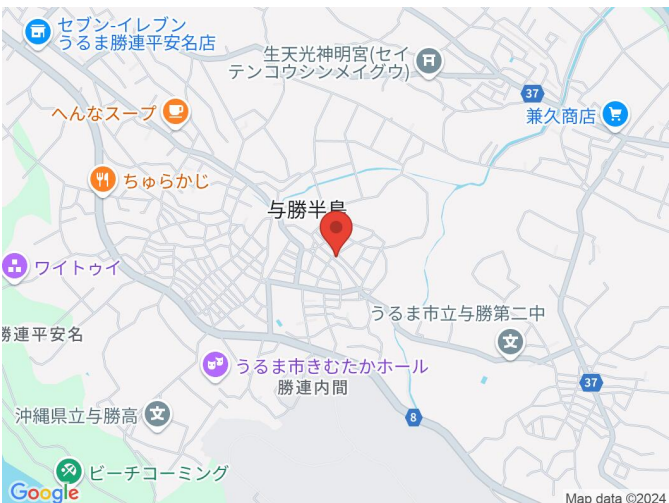 セブン-イレブン
うるま勝連平安名店
生天光神明宮(セイ
テンコウシンメイグウ)
37
兼久商店
へんなスープ
ちゅらかじ
与勝半島
ワイトゥイ
うるま市立与勝第二中
勝連平安名
うるま市きむたかホール
37
勝連内間
8
沖縄県立与勝高
ビーチコーミング
Google
Map data ©2024